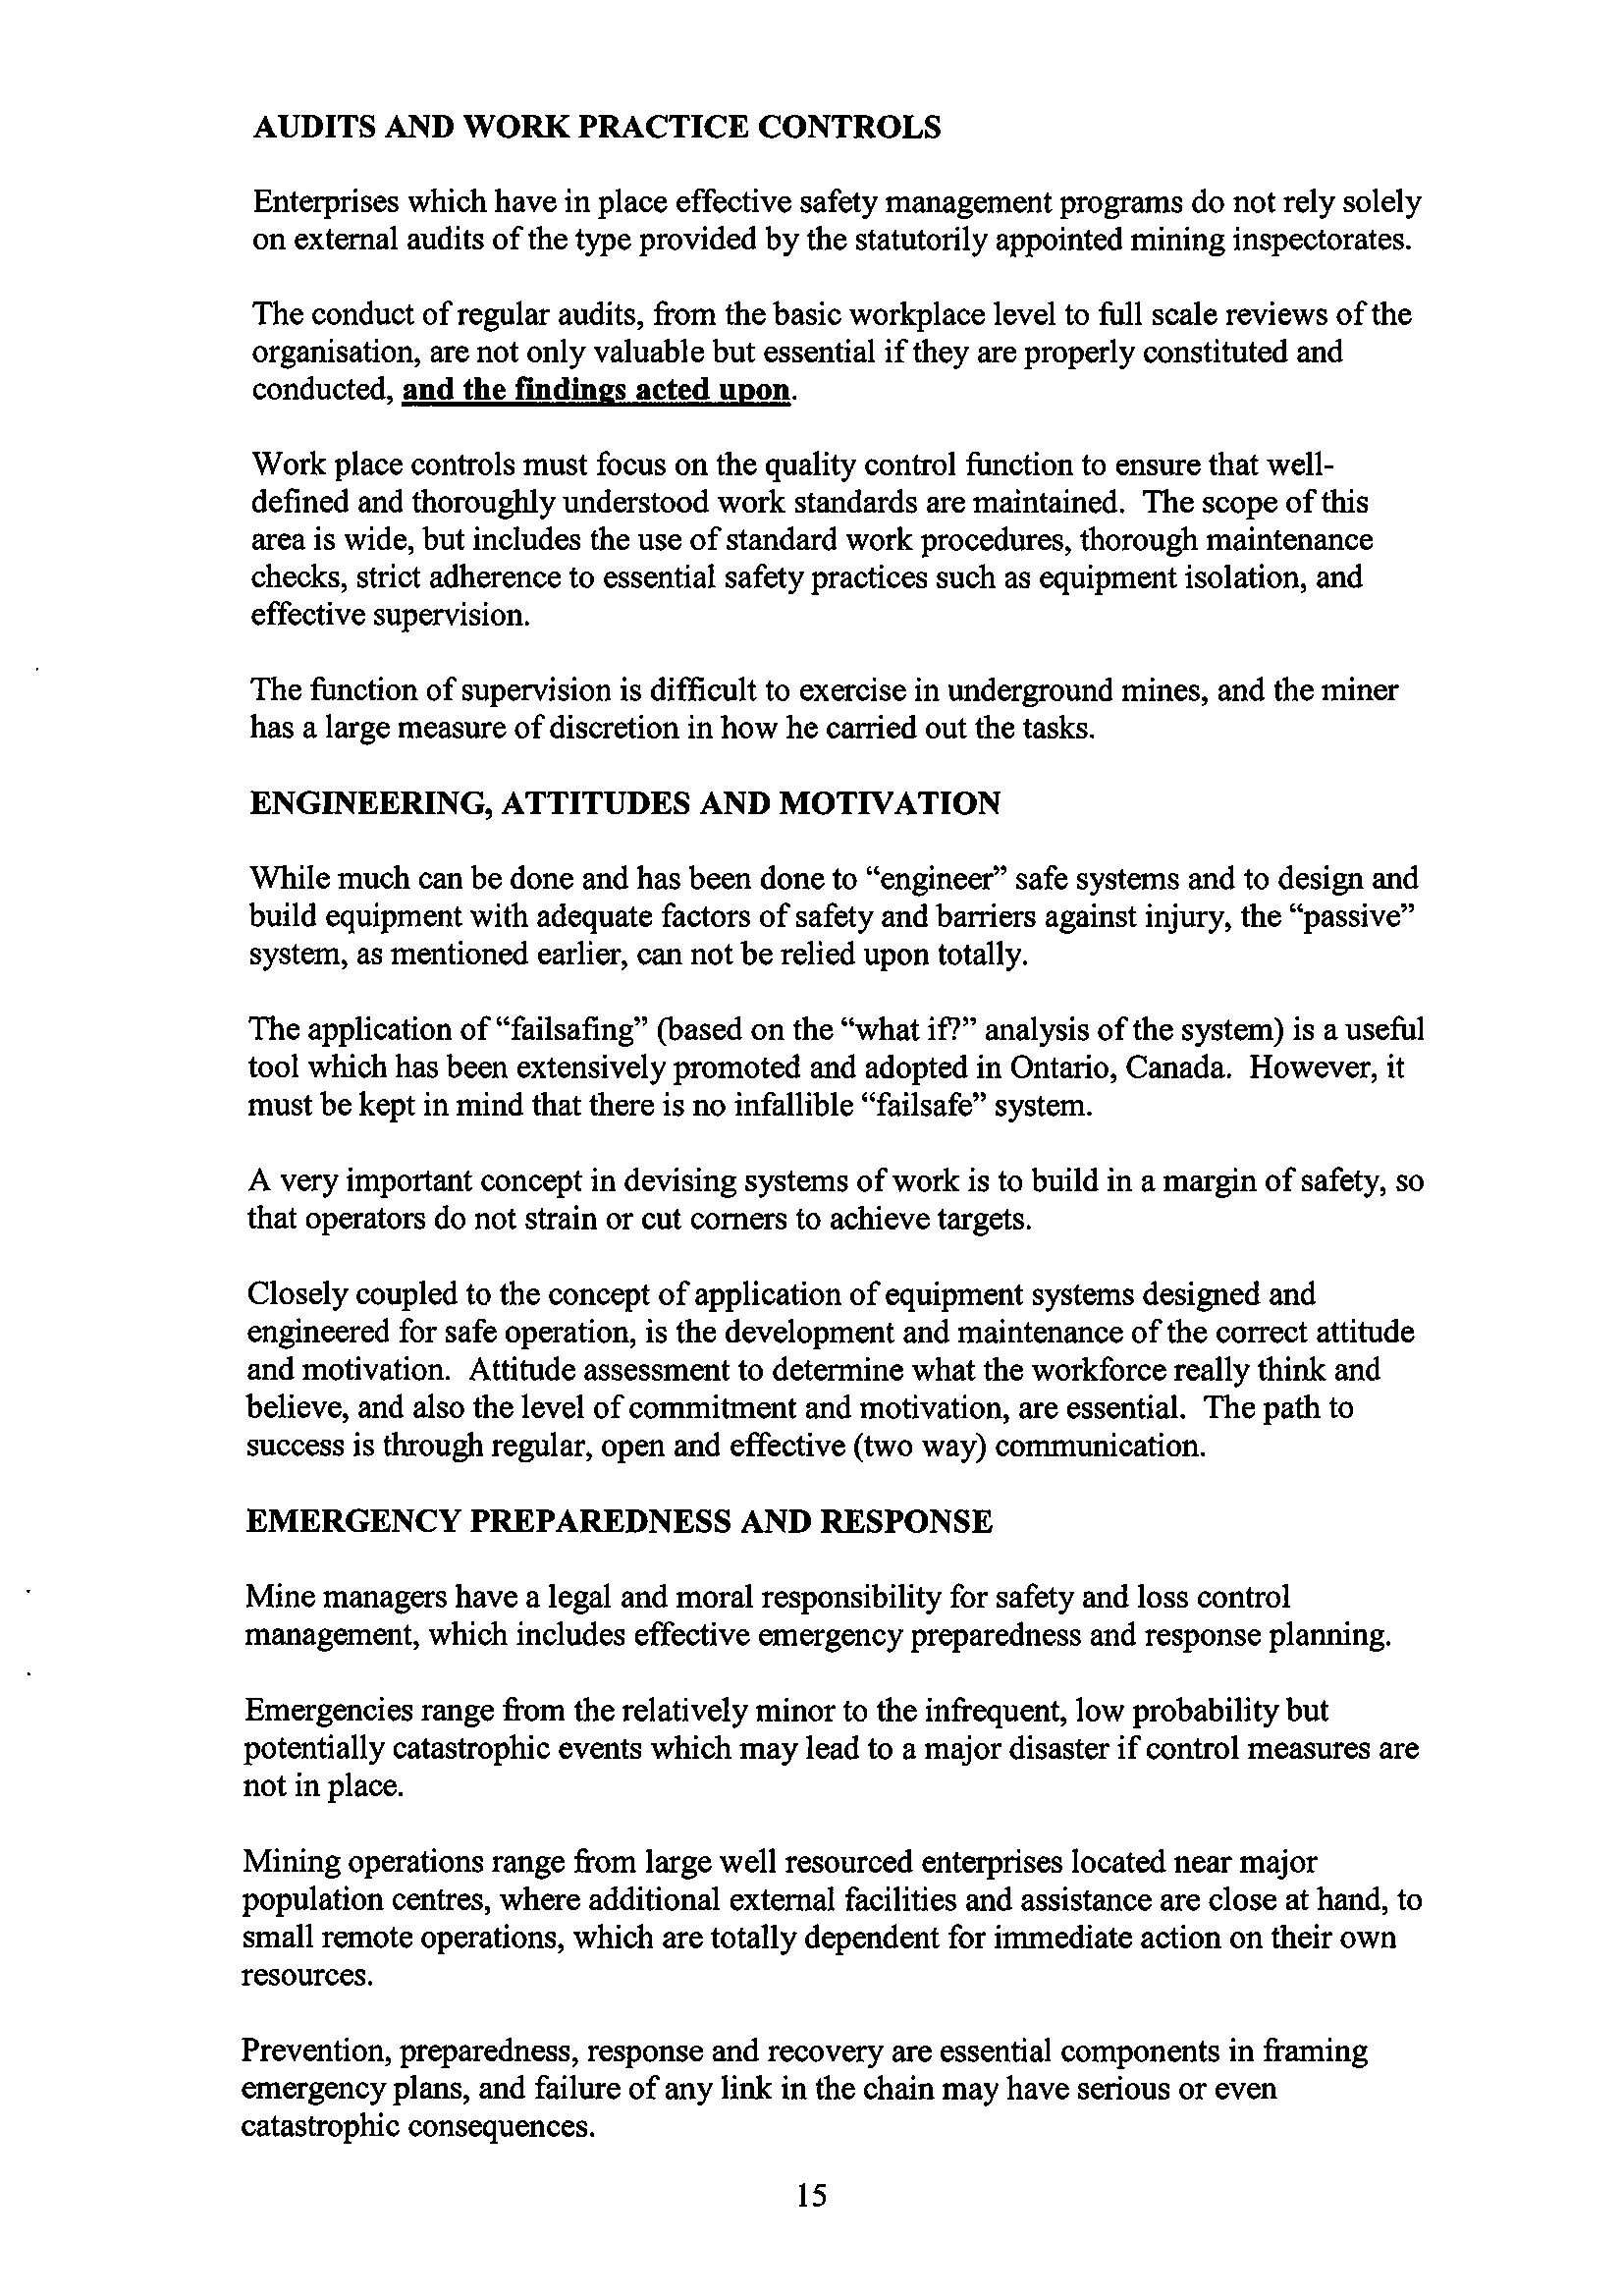 AUDITS AND WORK PRACTICE CONTROLS
Enterprises which have in place effective safety management programs do not rely solely
on external audits of the type provided by the statutorily appointed mining inspectorates.
The conduct of regular audits, from the basic workplace level to full scale reviews of the
organisation, are not only valuable but essential if they are properly constituted and
conducted, and the findings acted upon.
Work place controls must focus on the quality control function to ensure that well-
defined and thoroughly understood work standards are maintained. The scope of this
area is wide, but includes the use of standard work procedures, thorough maintenance
checks, strict adherence to essential safety practices such as equipment isolation, and
effective supervision.
The function of supervision is difficult to exercise in underground mines, and the miner
has a large measure of discretion in how he carried out the tasks.
ENGINEERING, ATTITUDES AND MOTIVATION
While much can be done and has been done to “engineer” safe systems and to design and
build equipment with adequate factors of safety and barriers against injury, the “passive”
system, as mentioned earlier, can not be relied upon totally.
The application of “failsafing” (based on the “what if?” analysis of the system) is a useful
tool which has been extensively promoted and adopted in Ontario, Canada. However, it
must be kept in mind that there is no infallible “failsafe” system.
A very important concept in devising systems of work is to build in a margin of safety, so
that operators do not strain or cut corners to achieve targets.
Closely coupled to the concept of application of equipment systems designed and
engineered for safe operation, is the development and maintenance of the correct attitude
and motivation. Attitude assessment to determine what the workforce really think and
believe, and also the level of commitment and motivation, are essential. The path to
success is through regular, open and effective (two way) communication.
EMERGENCY PREPAREDNESS AND RESPONSE
Mine managers have a legal and moral responsibility for safety and loss control
management, which includes effective emergency preparedness and response planning.
Emergencies range from the relatively minor to the infrequent, low probability but
potentially catastrophic events which may lead to a major disaster if control measures are
not in place.
Mining operations range from large well resourced enterprises located near major
population centres, where additional external facilities and assistance are close at hand, to
small remote operations, which are totally dependent for immediate action on their own
resources.
Prevention, preparedness, response and recovery are essential components in framing
emergency plans, and failure of any link in the chain may have serious or even
catastrophic consequences.
15